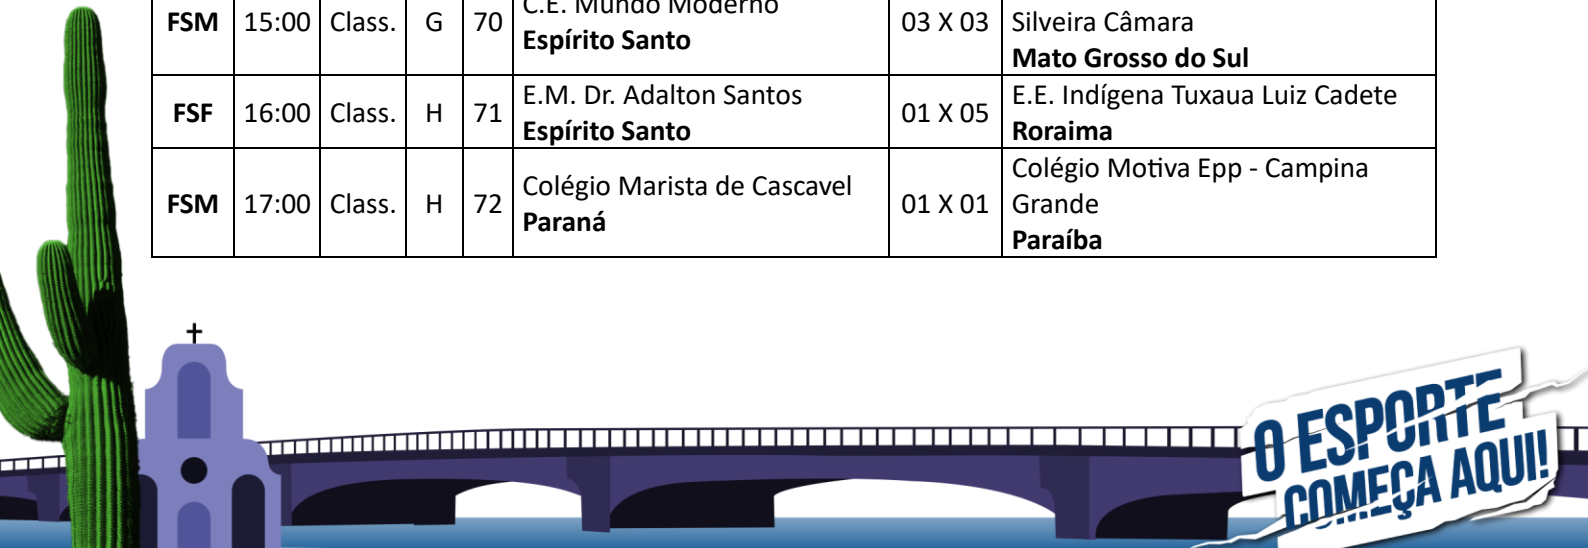 C.E. Mundo Moderno
FSM 15:00 Class. G 70 Espírito Santo 03 X 03 Silveira Câmara
Mato Grosso do Sul
FSF 16:00 Class. H 71 E.M. Dr. Adalton Santos 01 X 05 E.E. Indígena Tuxaua Luiz Cadete
Espírito Santo Roraima
Colégio Motiva Epp - Campina
FSM 17:00 Class. H 72 Colégio Marista de Cascavel 01 X 01 Grande
Paraná Paraíba
O ESPORTE
COMEÇA AQUI!